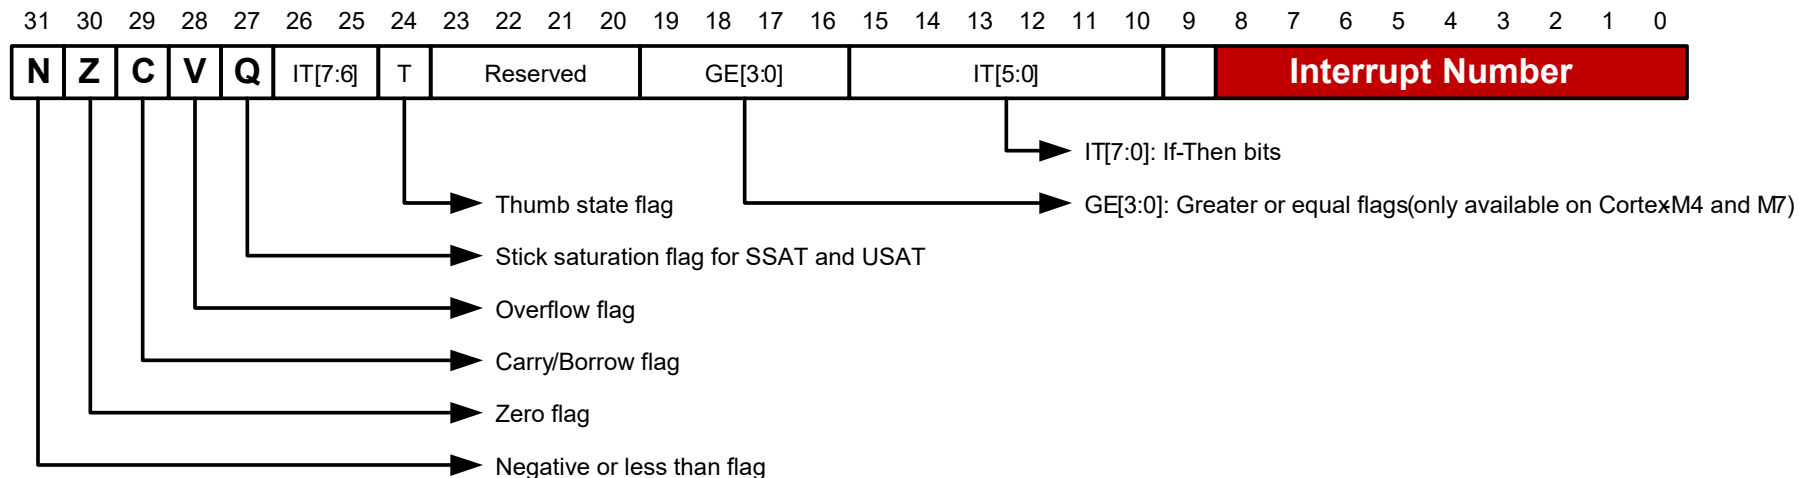 31 30 29 28 27 26 25 24 23 22 21 20 19 18 17 16 15 14 13 12 11 10 9 8 7 6 5 4 3 2 1 0
N Z C V Q IT[7:6] T Reserved GE[3:0] IT[5:0] Interrupt Number
IT[7:0]: If-Then bits
Thumb state flag
GE[3:0]: Greater or equal flags(only available on Cortex-M4 and M7)
Stick saturation flag for SSAT and USAT
Overflow flag
Carry/Borrow flag
Zero flag
Negative or less than flag